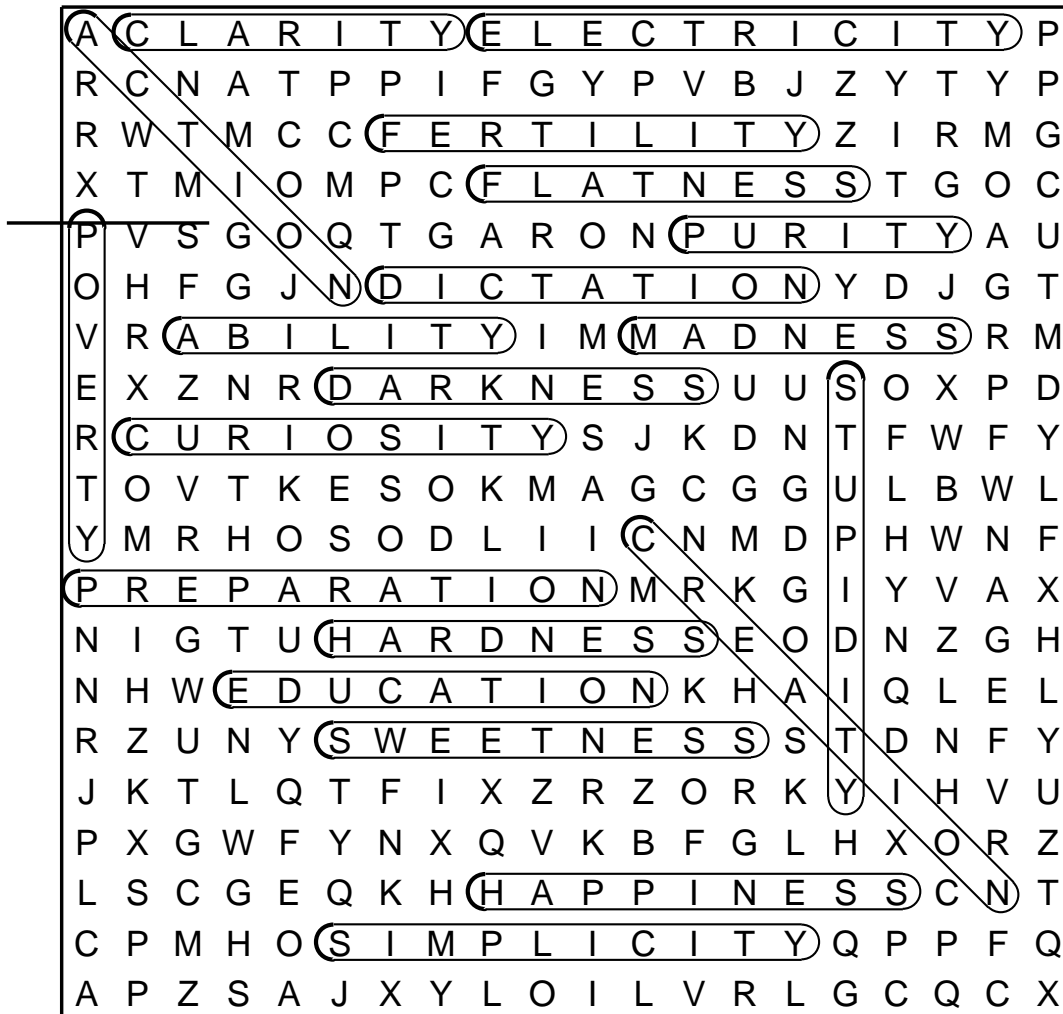 A C L A R I T Y E L E C T R I C I T Y P
R C N A T P P I F G Y P V B J Z Y T Y P
R W T M C C F E R T I L I T Y Z I R M G
X T M I O M P C F L A T N E S S T G O C
P V S G O Q T G A R O N P U R I T Y A U
O H F G J N D I C T A T I O N Y D J G T
V R A B I L I T Y I M M A D N E S S R M
E X Z N R D A R K N E S S U U S O X P D
R C U R I O S I T Y S J K D N T F W F Y
T O V T K E S O K M A G C G G U L B W L
Y M R H O S O D L I I C N M D P H W N F
P R E P A R A T I O N M R K G I Y V A X
N I G T U H A R D N E S S E O D N Z G H
N H W E D U C A T I O N K H A I Q L E L
R Z U N Y S W E E T N E S S S T D N F Y
J K T L Q T F I X Z R Z O R K Y I H V U
P X G W F Y N X Q V K B F G L H X O R Z
L S C G E Q K H H A P P I N E S S C N T
C P M H O S I M P L I C I T Y Q P P F Q
A P Z S A J X Y L O I L V R L G C Q C X